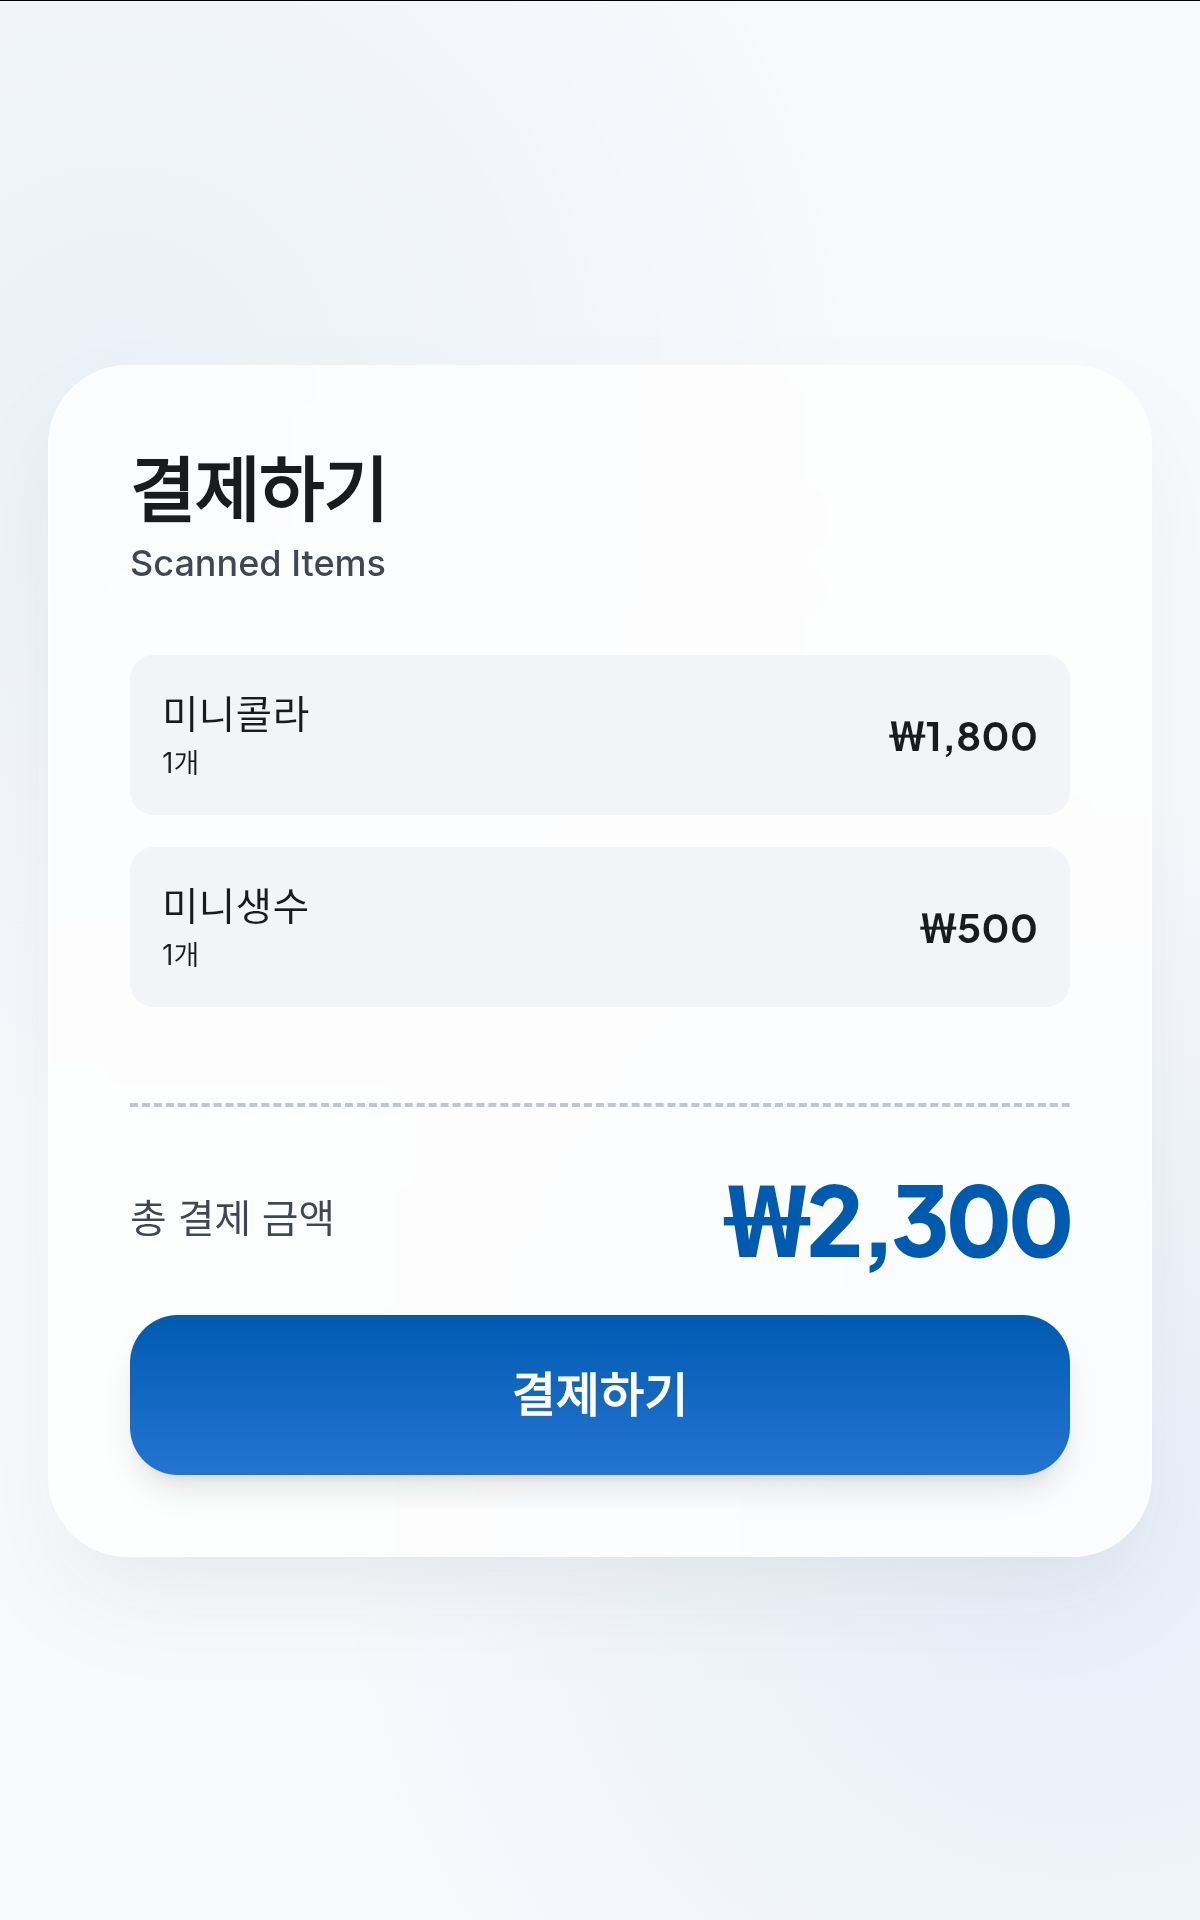 결제하기
Scanned Items
미니콜라
1개
₩1,800
미니생수
1개
₩500
총 결제 금액
₩2,300
결제하기